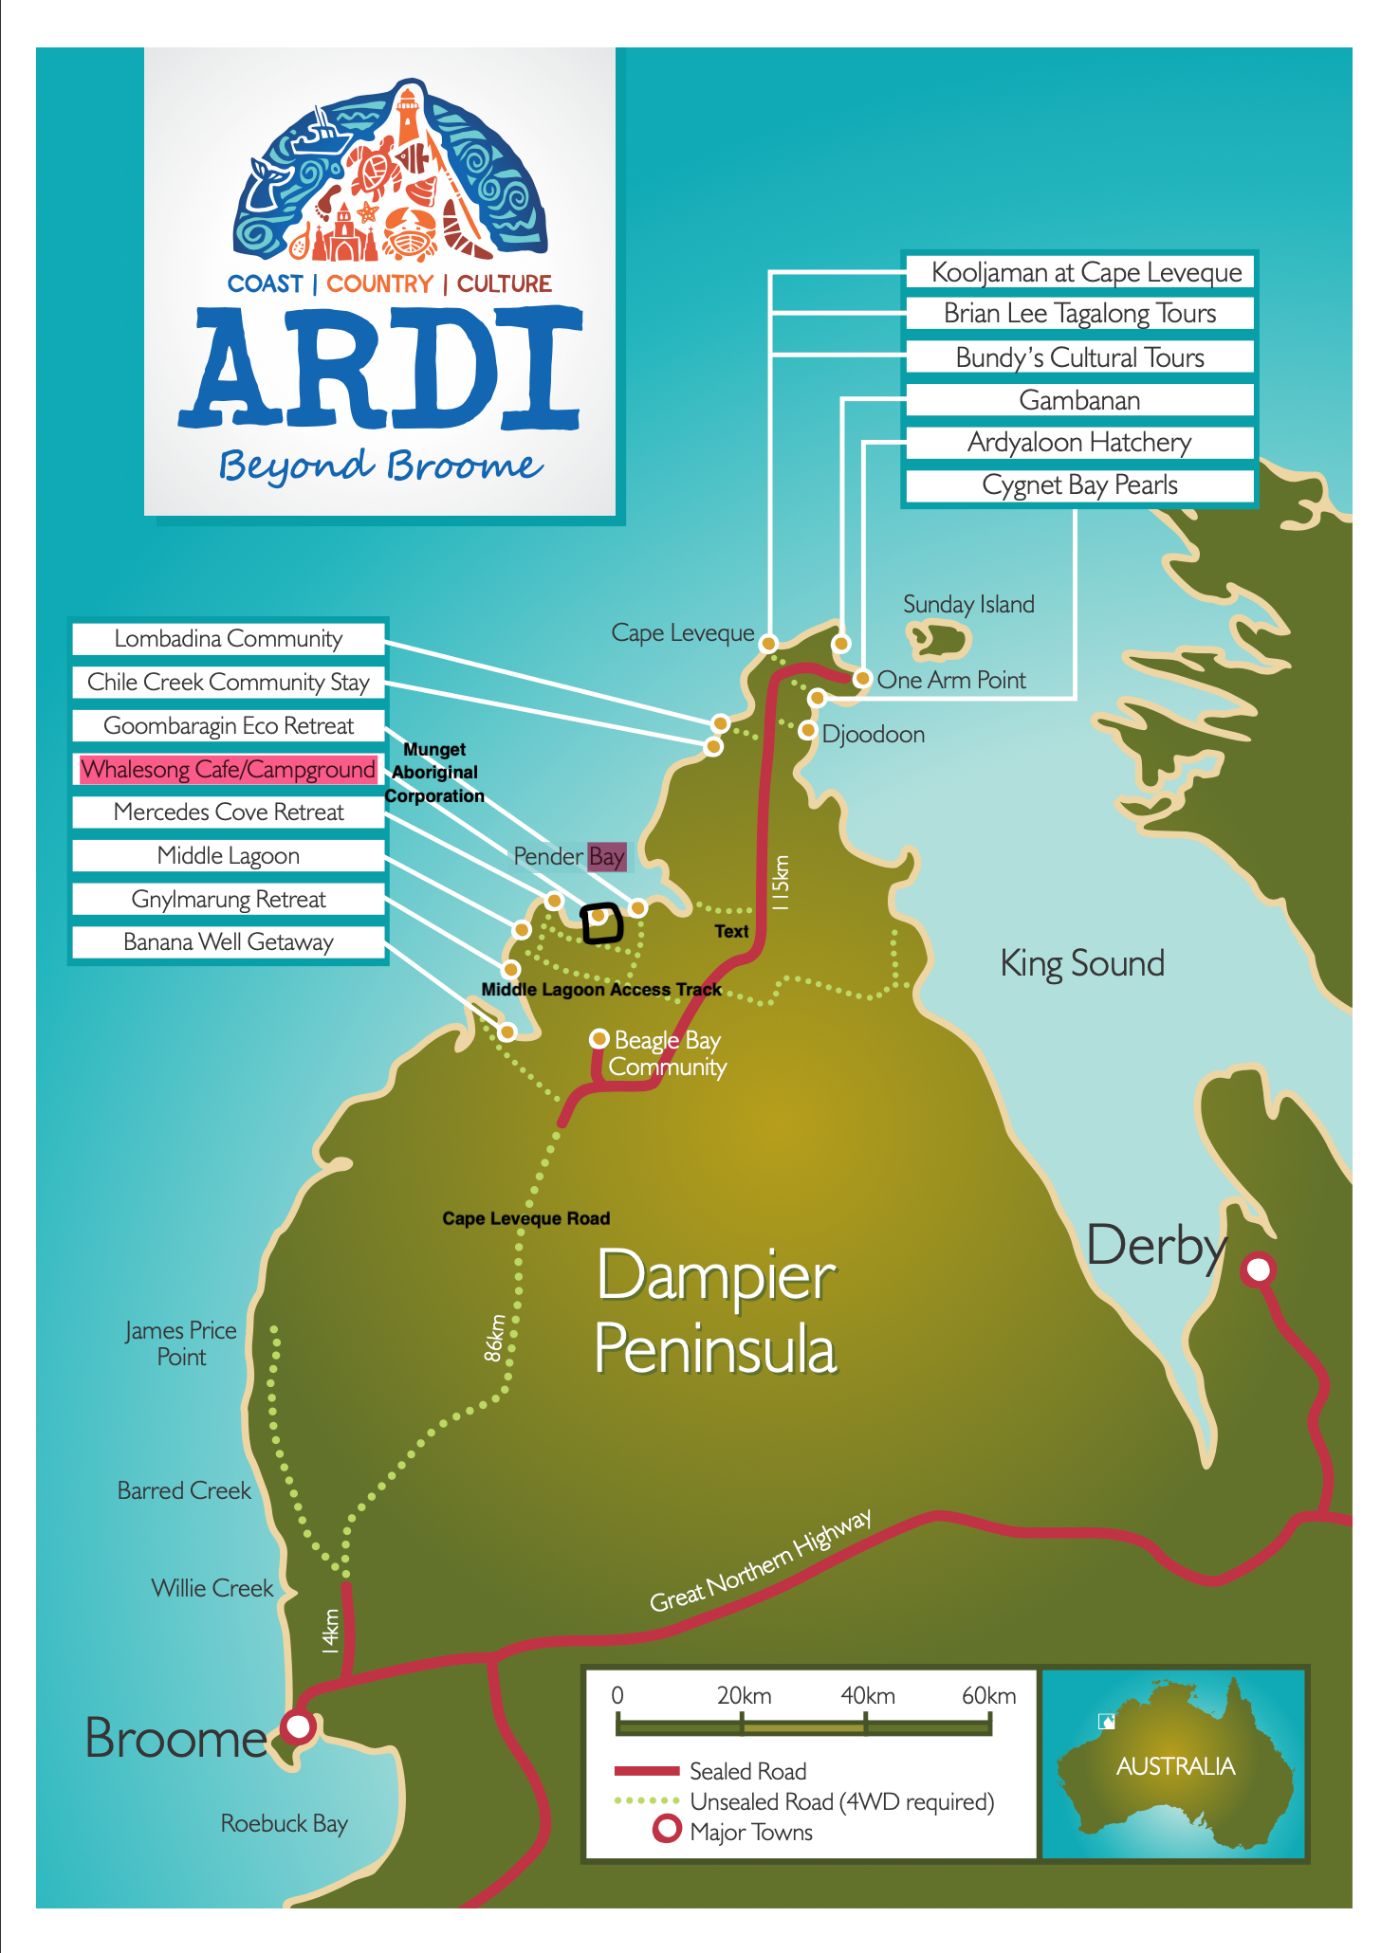 COAST | COUNTRY | CULTURE
ARDI
Beyond Broome
Kooljaman at Cape Leveque
Brian Lee Tagalong Tours
Bundy's Cultural Tours
Gambanan
Ardyaloon Hatchery
Cygnet Bay Pearls
Sunday Island
Cape Leveque
One Arm Point
Djoodoon
Lombadina Community
Chile Creek Community Stay
Goombaragin Eco Retreat
Whalesong Cafe/Campground
Mercedes Cove Retreat
Middle Lagoon
Gnylmarung Retreat
Banana Well Getaway
Munget
Aboriginal
Corporation
Pender Bay
115km
Text
King Sound
Middle Lagoon Access Track
Beagle Bay
Community
Cape Leveque Road
Dampier
Peninsula
Derby
86km
James Price
Point
Barred Creek
Willie Creek
14km
Great Northern Highway
Broome
Roebuck Bay
0 20km 40km 60km
Sealed Road
Unsealed Road (4WD required)
Major Towns
AUSTRALIA